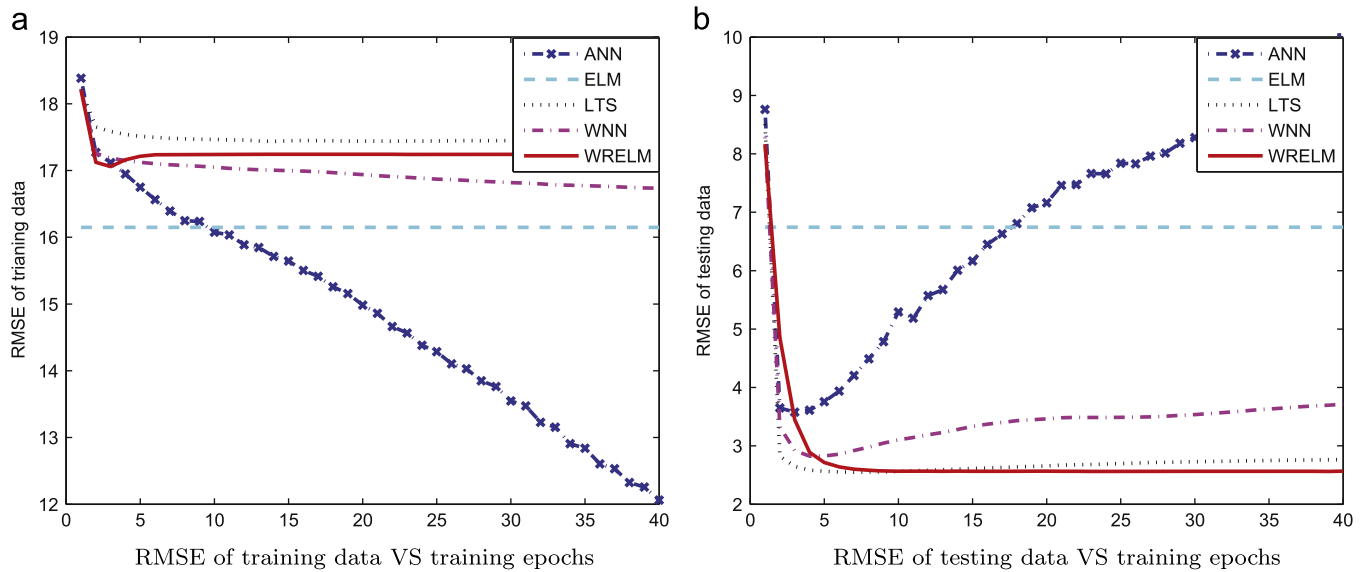 a
19
18
17
16
15
14
13
12
RMSE of trianing data
0 5 10 15 20 25 30 35 40
ANN
ELM
LTS
WNN
WRELM
RMSE of training data VS training epochs
b
10
9
8
7
6
5
4
3
2
RMSE of testing data
0 5 10 15 20 25 30 35 40
ANN
ELM
LTS
WNN
WRELM
RMSE of testing data VS training epochs